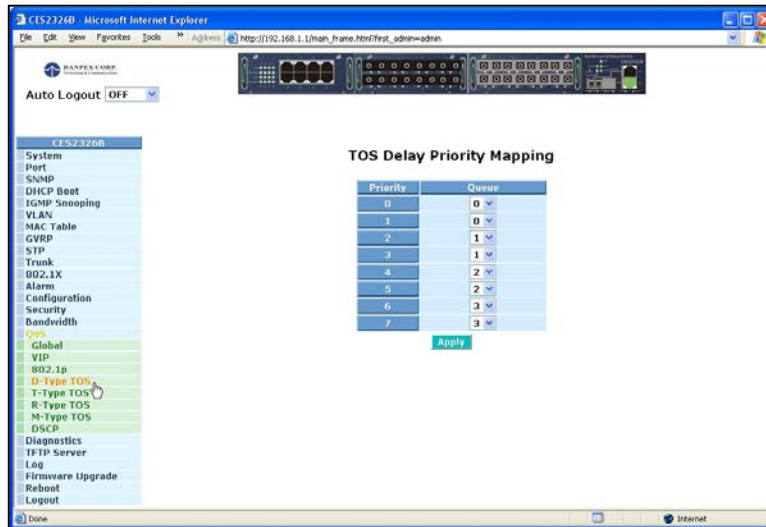 CES2326B - Microsoft Internet Explorer
File Edit View Favorites Tools » Address http://192.168.1.1/main_frame.html?first_admin=admin
DANPEX CORP.
Auto Logout OFF
CES2326B
System
Port
SNMP
DHCP Boot
IGMP Snooping
VLAN
MAC Table
GVRP
STP
Trunk
802.1X
Alarm
Configuration
Security
Bandwidth
QoS
Global
VIP
802.1p
D-Type TOS
T-Type TOS
R-Type TOS
M-Type TOS
DSCP
Diagnostics
TFTP Server
Log
Firmware Upgrade
Reboot
Logout
TOS Delay Priority Mapping
Priority Queue
0 0
1 0
2 1
3 1
4 2
5 2
6 3
7 3
Apply
Done Internet